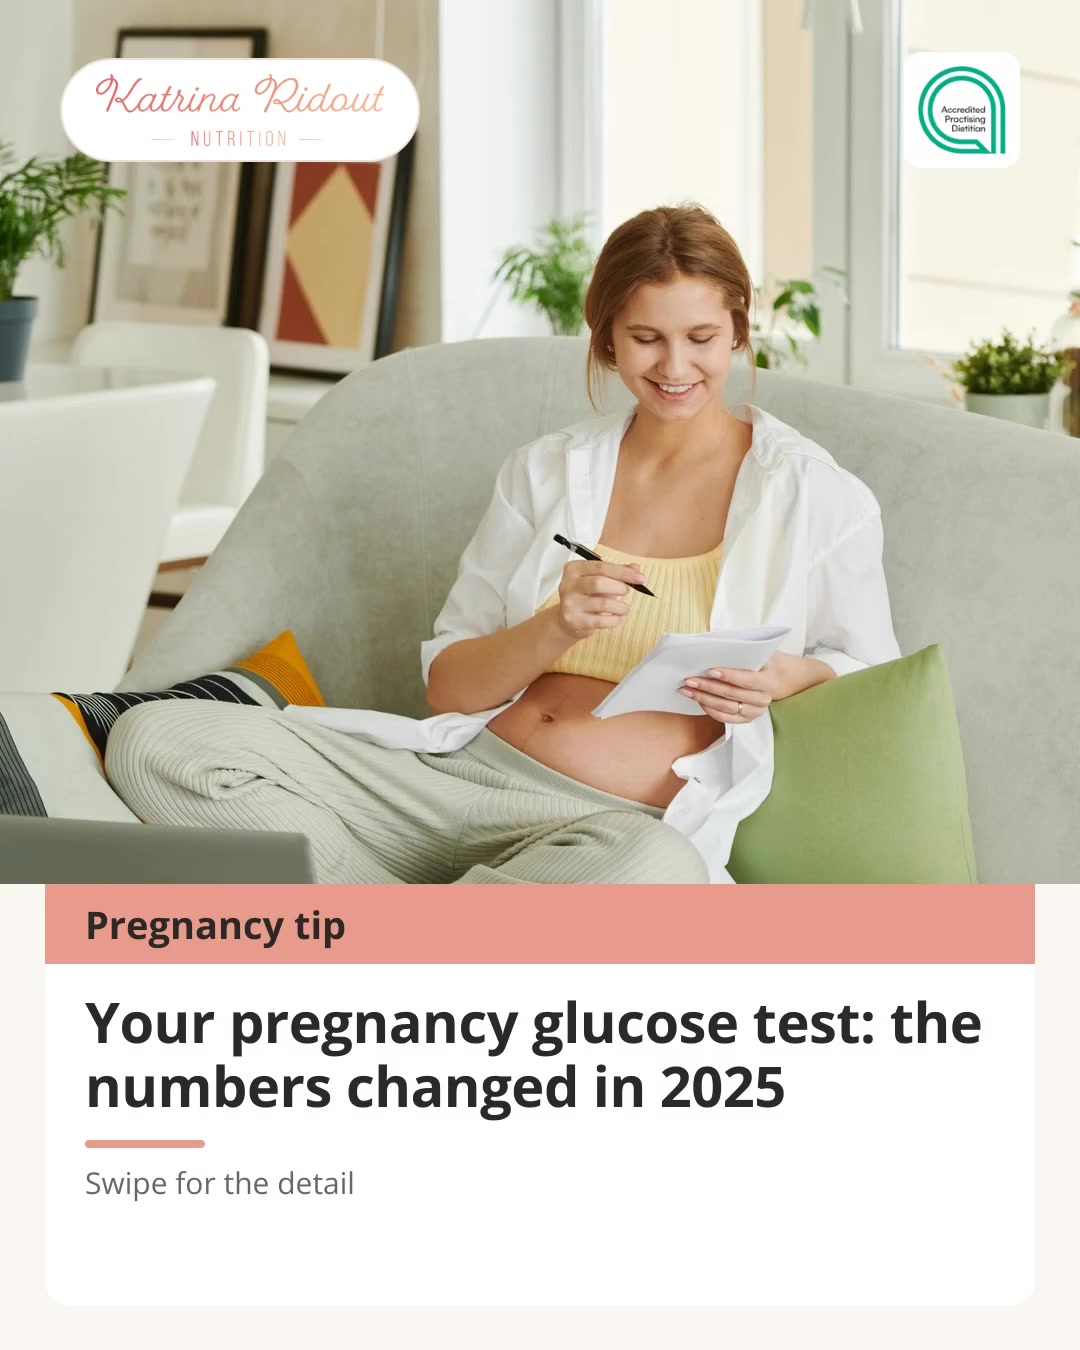 Katrina Ridout
NUTRITION
Accredited
Practising
Dietitian
Pregnancy tip
Your pregnancy glucose test: the
numbers changed in 2025
Swipe for the detail